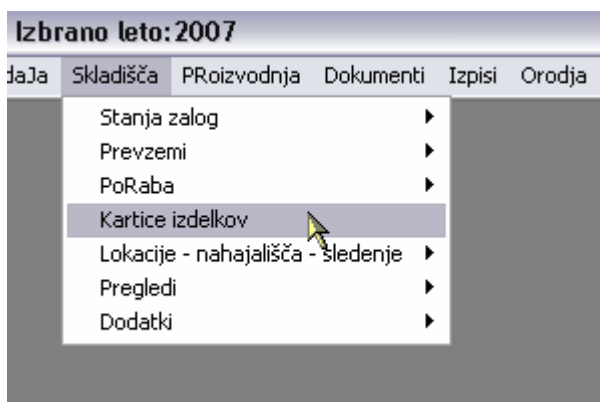 Izbrano leto: 2007
daJa Skladišča PRoizvodnja Dokumenti Izpisi Orodja
Stanja zalog
Prevzemi
PoRaba
Kartice izdelkov
Lokacije - nahajališča - sledenje
Pregledi
Dodatki